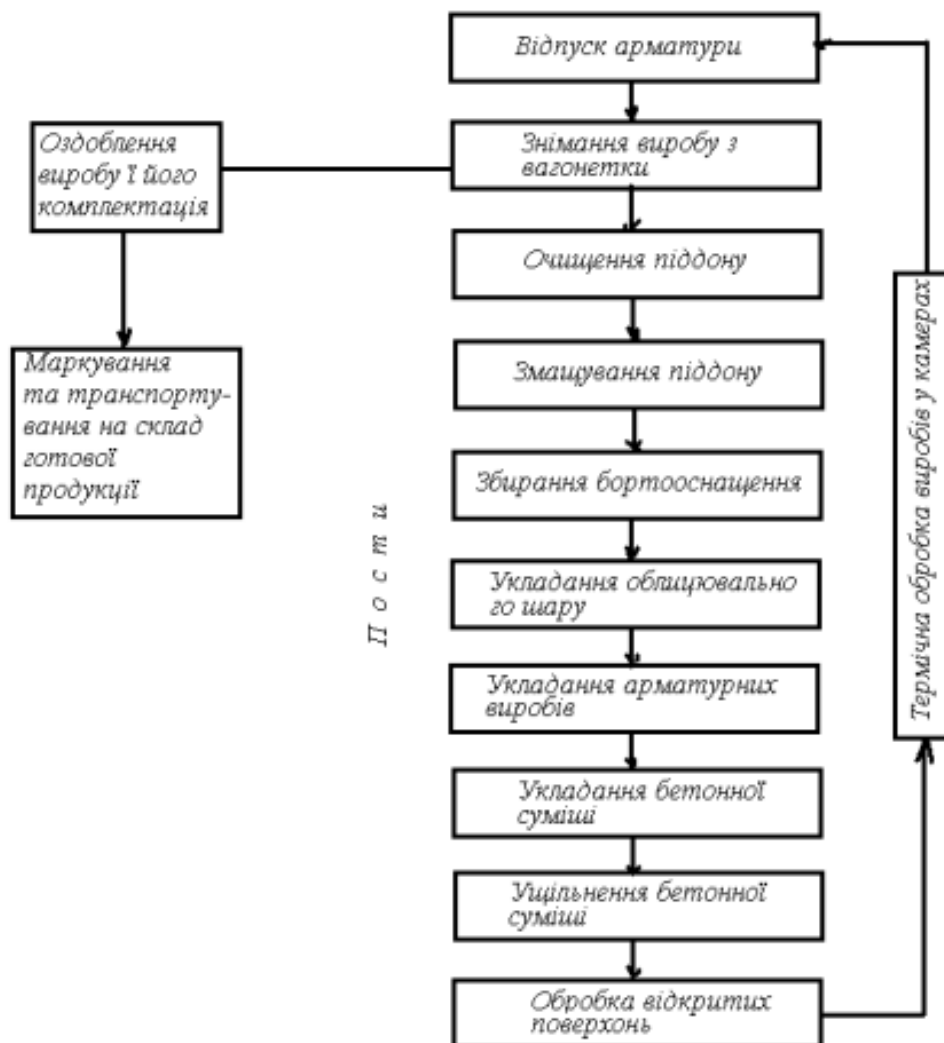 Відпуск арматури
Оздоблення
виробу ї його
комплектація
Знімання виробу з
вагонетки
Очищення піддону
Змащування піддону
Маркування
та транспорту-
вання на склад
готової
продукції
Збирання бортооснащення
Пости
Укладання облицювально
го шару
Укладання арматурних
виробів
Укладання бетонної
суміші
Ущільнення бетонної
суміші
Обробка відкритих
поверхонь
Термічна обробка виробів у камерах